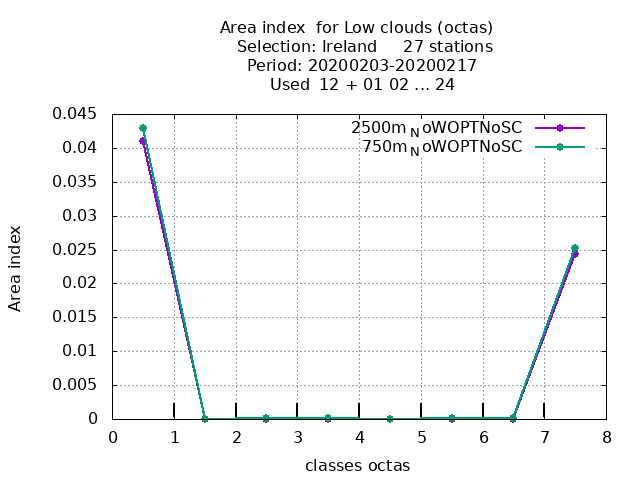 Area index  for Low clouds (octas)
Selection: Ireland     27 stations
Period: 20200203-20200217
Used  12 + 01 02 ... 24
2500m_NoWOPTNoSC
750m_NoWOPTNoSC
0.045
0.04
0.035
0.03
0.025
0.02
0.015
0.01
0.005
0
Area index
0 1 2 3 4 5 6 7 8
classes octas